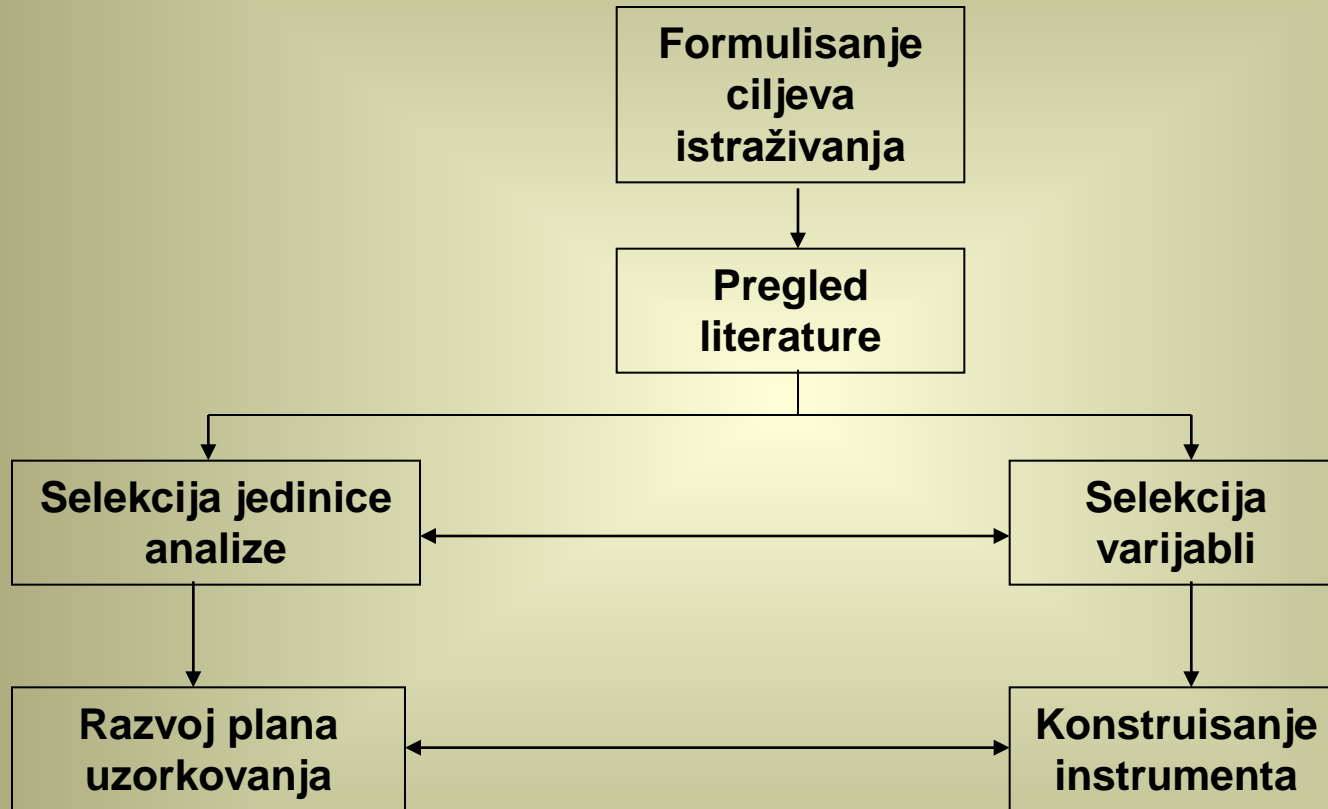 Formulisanje
ciljeva
istraživanja
Pregled
literature
Selekcija jedinice
analize
Selekcija
varijabli
Razvoj plana
uzorkovanja
Konstruisanje
instrumenta